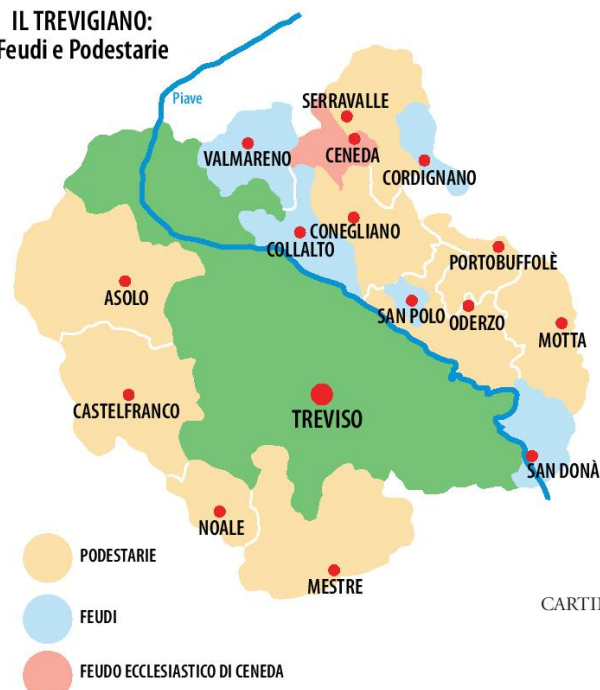 IL TREVIGIANO:
Feudi e Podestarie
Piave
SERRAVALLE
VALMARENO
CENEDA
CORDIGNANO
CONEGLIANO
COLLALTO
PORTOBUFFOLÈ
ASOLO
SAN POLO
ODERZO
MOTTA
CASTELFRANCO
TREVISO
SAN DONÀ
NOALE
MESTRE
PODESTARIE
FEUDI
FEUDO ECCLESIASTICO DI CENEDA